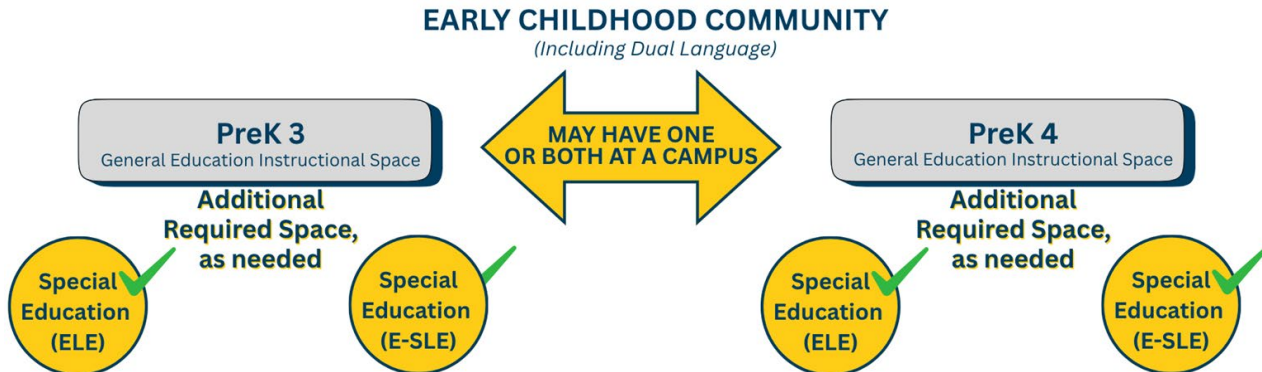 EARLY CHILDHOOD COMMUNITY
(Including Dual Language)
PreK 3
General Education Instructional Space
MAY HAVE ONE
OR BOTH AT A CAMPUS
PreK 4
General Education Instructional Space
Additional
Required Space,
as needed
Special
Education
(ELE)
Special
Education
(E-SLE)
Additional
Required Space,
as needed
Special
Education
(ELE)
Special
Education
(E-SLE)